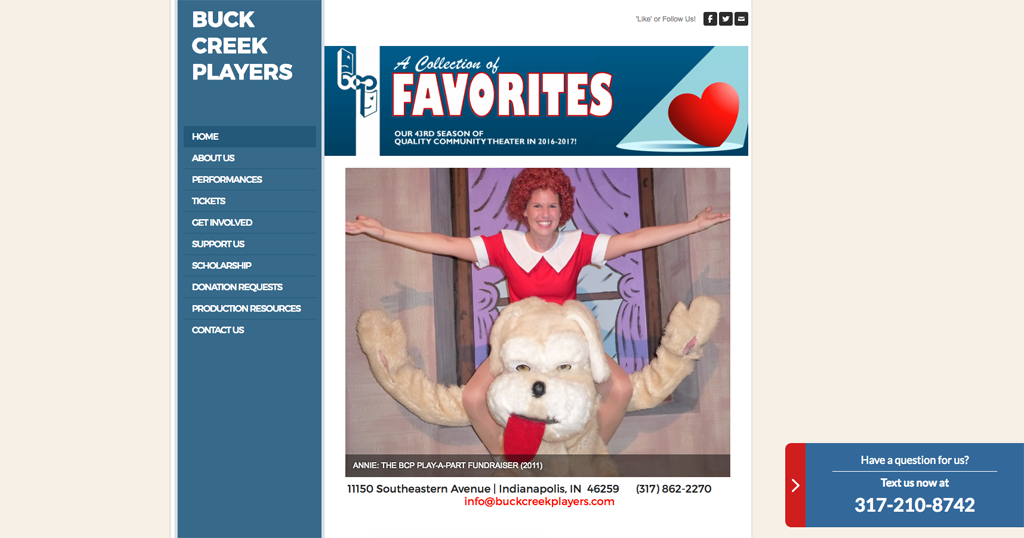 BUCK
CREEK
PLAYERS
HOME
ABOUT US
PERFORMANCES
TICKETS
GET INVOLVED
SUPPORT US
SCHOLARSHIP
DONATION REQUESTS
PRODUCTION RESOURCES
CONTACT US
'Like' or Follow Us!
bcp
A Collection of
FAVORITES
OUR 43RD SEASON OF
QUALITY COMMUNITY THEATER IN 2016-2017!
ANNIE: THE BCP PLAY-A-PART FUNDRAISER (2011)
11150 Southeastern Avenue | Indianapolis, IN 46259 (317) 862-2270
info@buckcreekplayers.com
Have a question for us?
Text us now at
317-210-8742